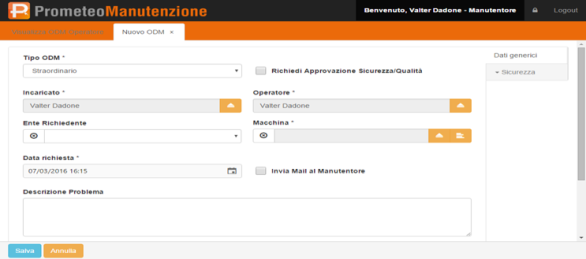 PrometeoManutenzione
Benvenuto, Valter Dadone - Manutentore
Logout
Nuovo ODM ×
Dati generici
Sicurezza
Tipo ODM *
Straordinario
Richiedi Approvazione Sicurezza/Qualità
Incaricato *
Operatore *
Valter Dadone
Valter Dadone
Ente Richiedente
Macchina *
Data richiesta *
07/03/2016 16:15
Invia Mail al Manutentore
Descrizione Problema
Salva
Annulla